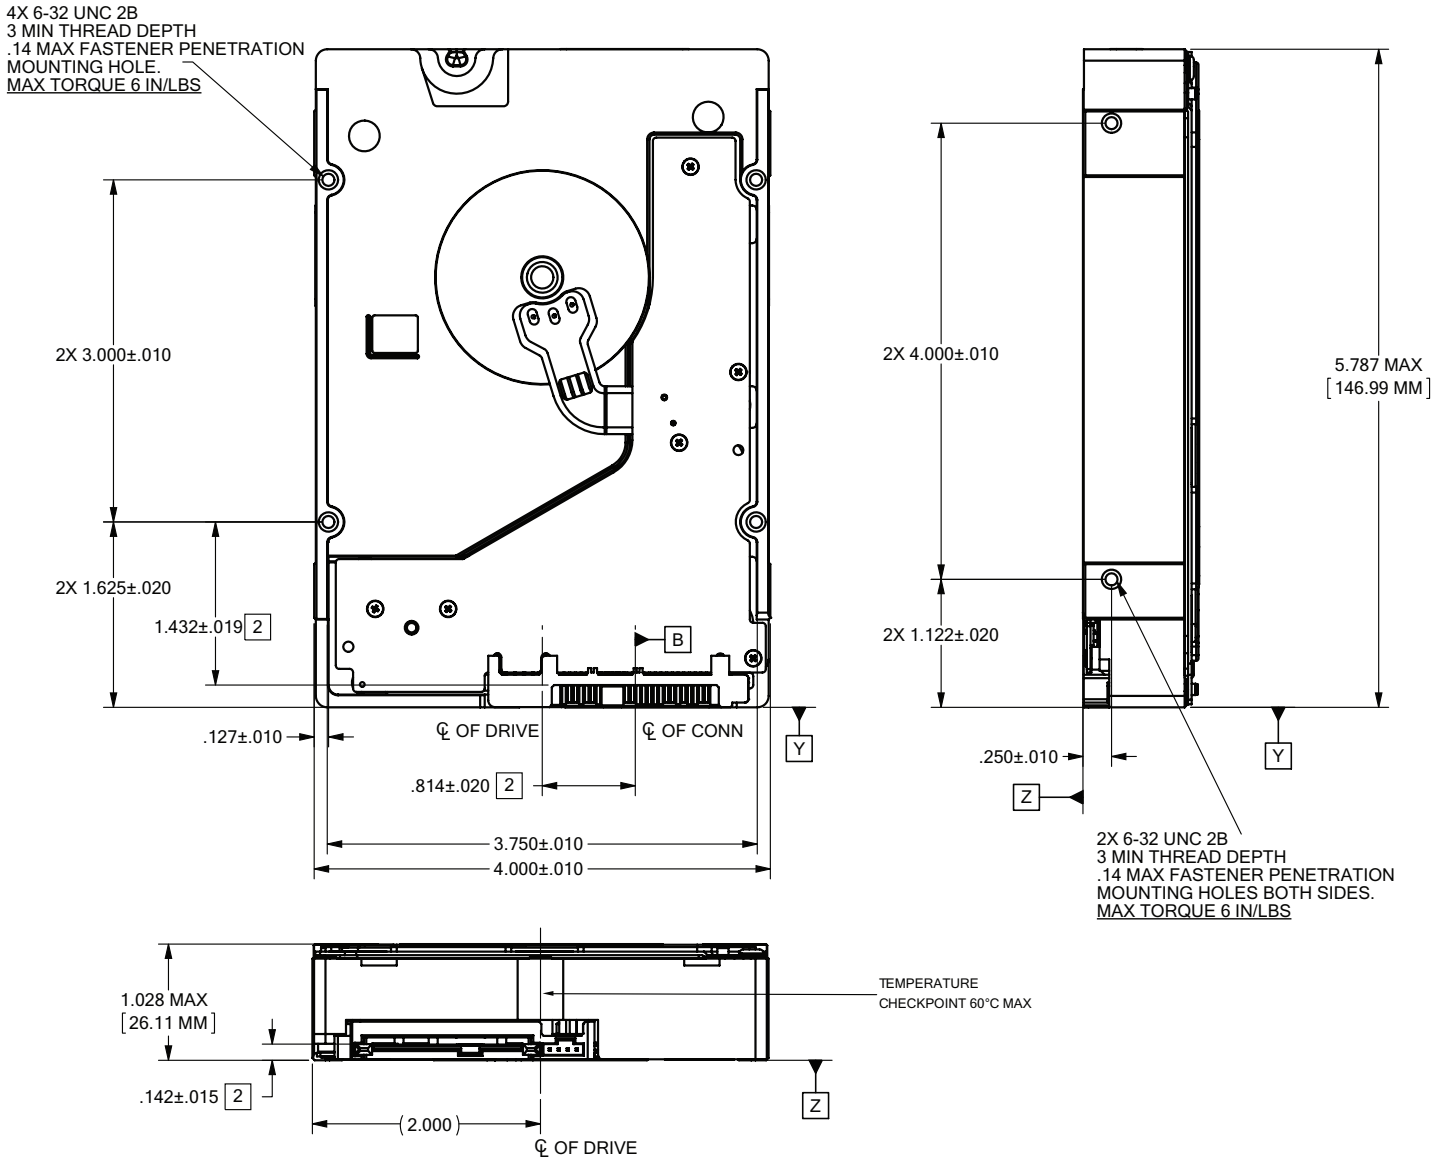 4X 6-32 UNC 2B
3 MIN THREAD DEPTH
.14 MAX FASTENER PENETRATION
MOUNTING HOLE.
MAX TORQUE 6 IN/LBS
2X 3.000±.010
2X 1.625±.020
1.432±.019 2
B
℄ OF DRIVE
℄ OF CONN
Y
.127±.010
.814±.020 2
3.750±.010
4.000±.010
2X 4.000±.010
5.787 MAX
[146.99 MM]
2X 1.122±.020
.250±.010
Y
Z
2X 6-32 UNC 2B
3 MIN THREAD DEPTH
.14 MAX FASTENER PENETRATION
MOUNTING HOLES BOTH SIDES.
MAX TORQUE 6 IN/LBS
1.028 MAX
[26.11 MM]
TEMPERATURE
CHECKPOINT 60°C MAX
.142±.015 2
Z
(2.000)
℄ OF DRIVE